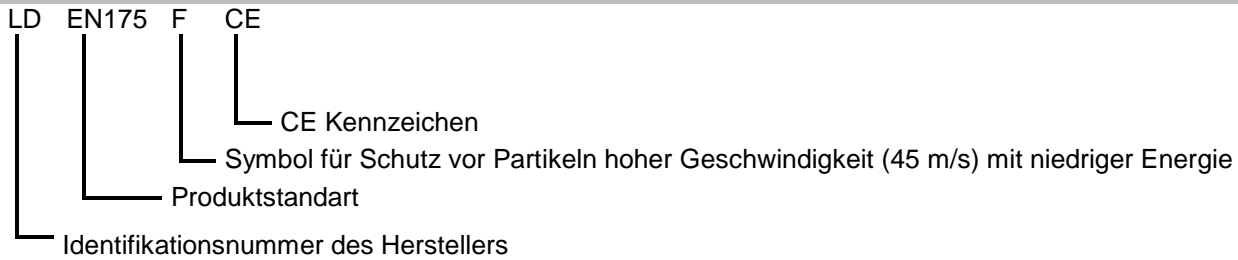 LD EN175 F CE
CE Kennzeichen
Symbol für Schutz vor Partikeln hoher Geschwindigkeit (45 m/s) mit niedriger Energie
Produktstandart
Identifikationsnummer des Herstellers